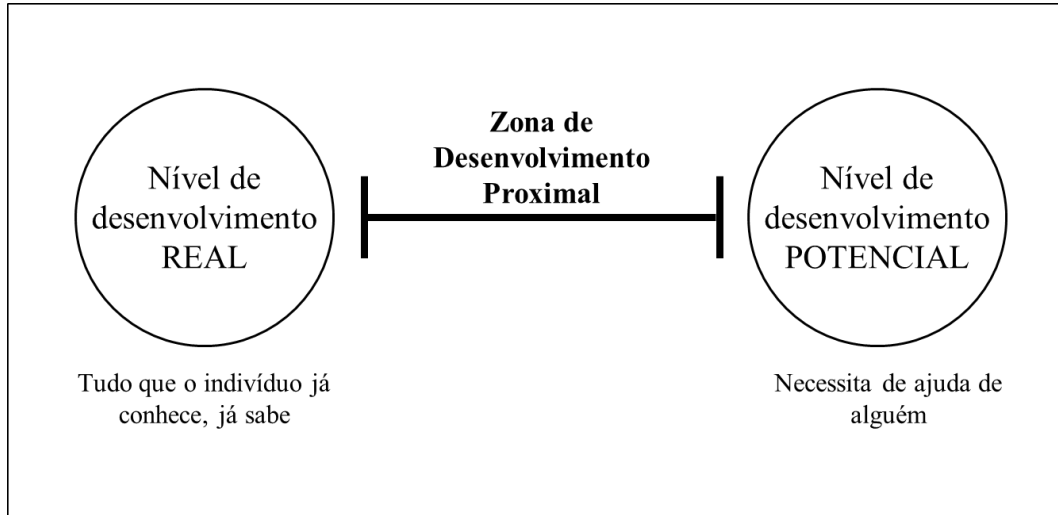 Nível de
desenvolvimento
REAL
Zona de
Desenvolvimento
Proximal
Nível de
desenvolvimento
POTENCIAL
Tudo que o indivíduo já
conhece, já sabe
Necessita de ajuda de
alguém